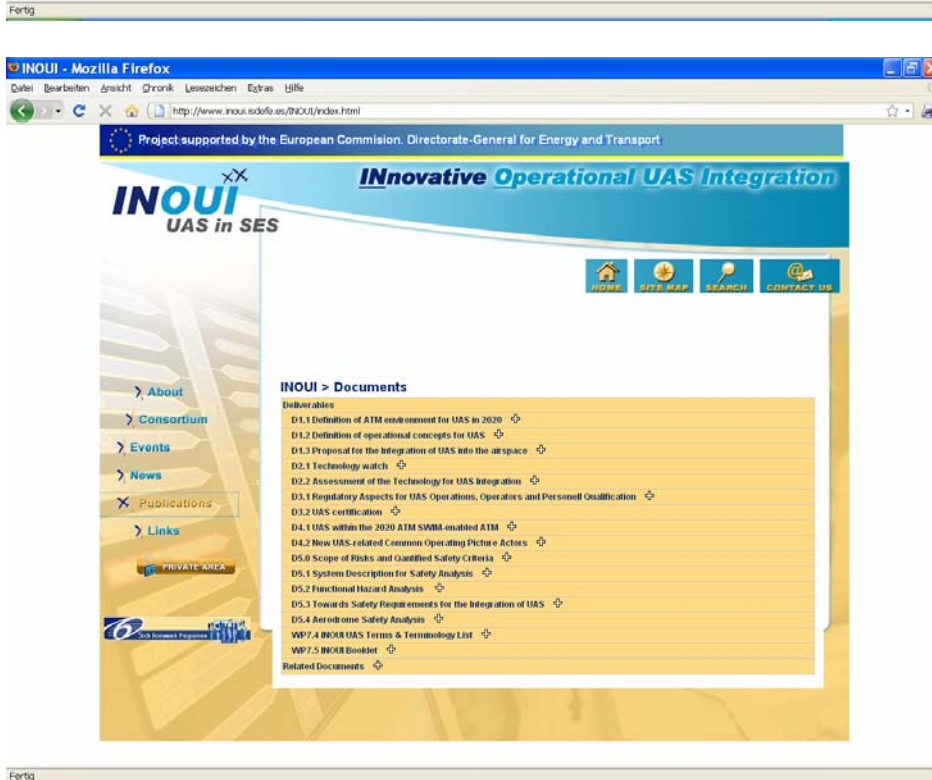 Fertig
INOUI - Mozilla Firefox
Datei Bearbeiten Ansicht Chronik Lesezeichen Extras Hilfe
http://www.inoui.isdefe.es/INOUI/index.html
Project supported by the European Commision. Directorate-General for Energy and Transport
INOUI
UAS in SES
INnovative Operational UAS Integration
HOME SITE MAP SEARCH CONTACT US
About
Consortium
Events
News
Publications
Links
PRIVATE AREA
6 Sixth Framework Programme
INOUI > Documents
Deliverables
D1.1 Definition of ATM environment for UAS in 2020
D1.2 Definition of operational concepts for UAS
D1.3 Proposal for the Integration of UAS into the airspace
D2.1 Technology watch
D2.2 Assessment of the Technology for UAS Integration
D3.1 Regulatory Aspects for UAS Operations, Operators and Personell Qualification
D3.2 UAS certification
D4.1 UAS within the 2020 ATM SWIM-enabled ATM
D4.2 New UAS-related Common Operating Picture Actors
D5.0 Scope of Risks and Qantified Safety Criteria
D5.1 System Description for Safety Analysis
D5.2 Functional Hazard Analysis
D5.3 Towards Safety Requirements for the Integration of UAS
D5.4 Aerodrome Safety Analysis
WP7.4 INOUI UAS Terms & Terminology List
WP7.5 INOUI Booklet
Related Documents
Fertig